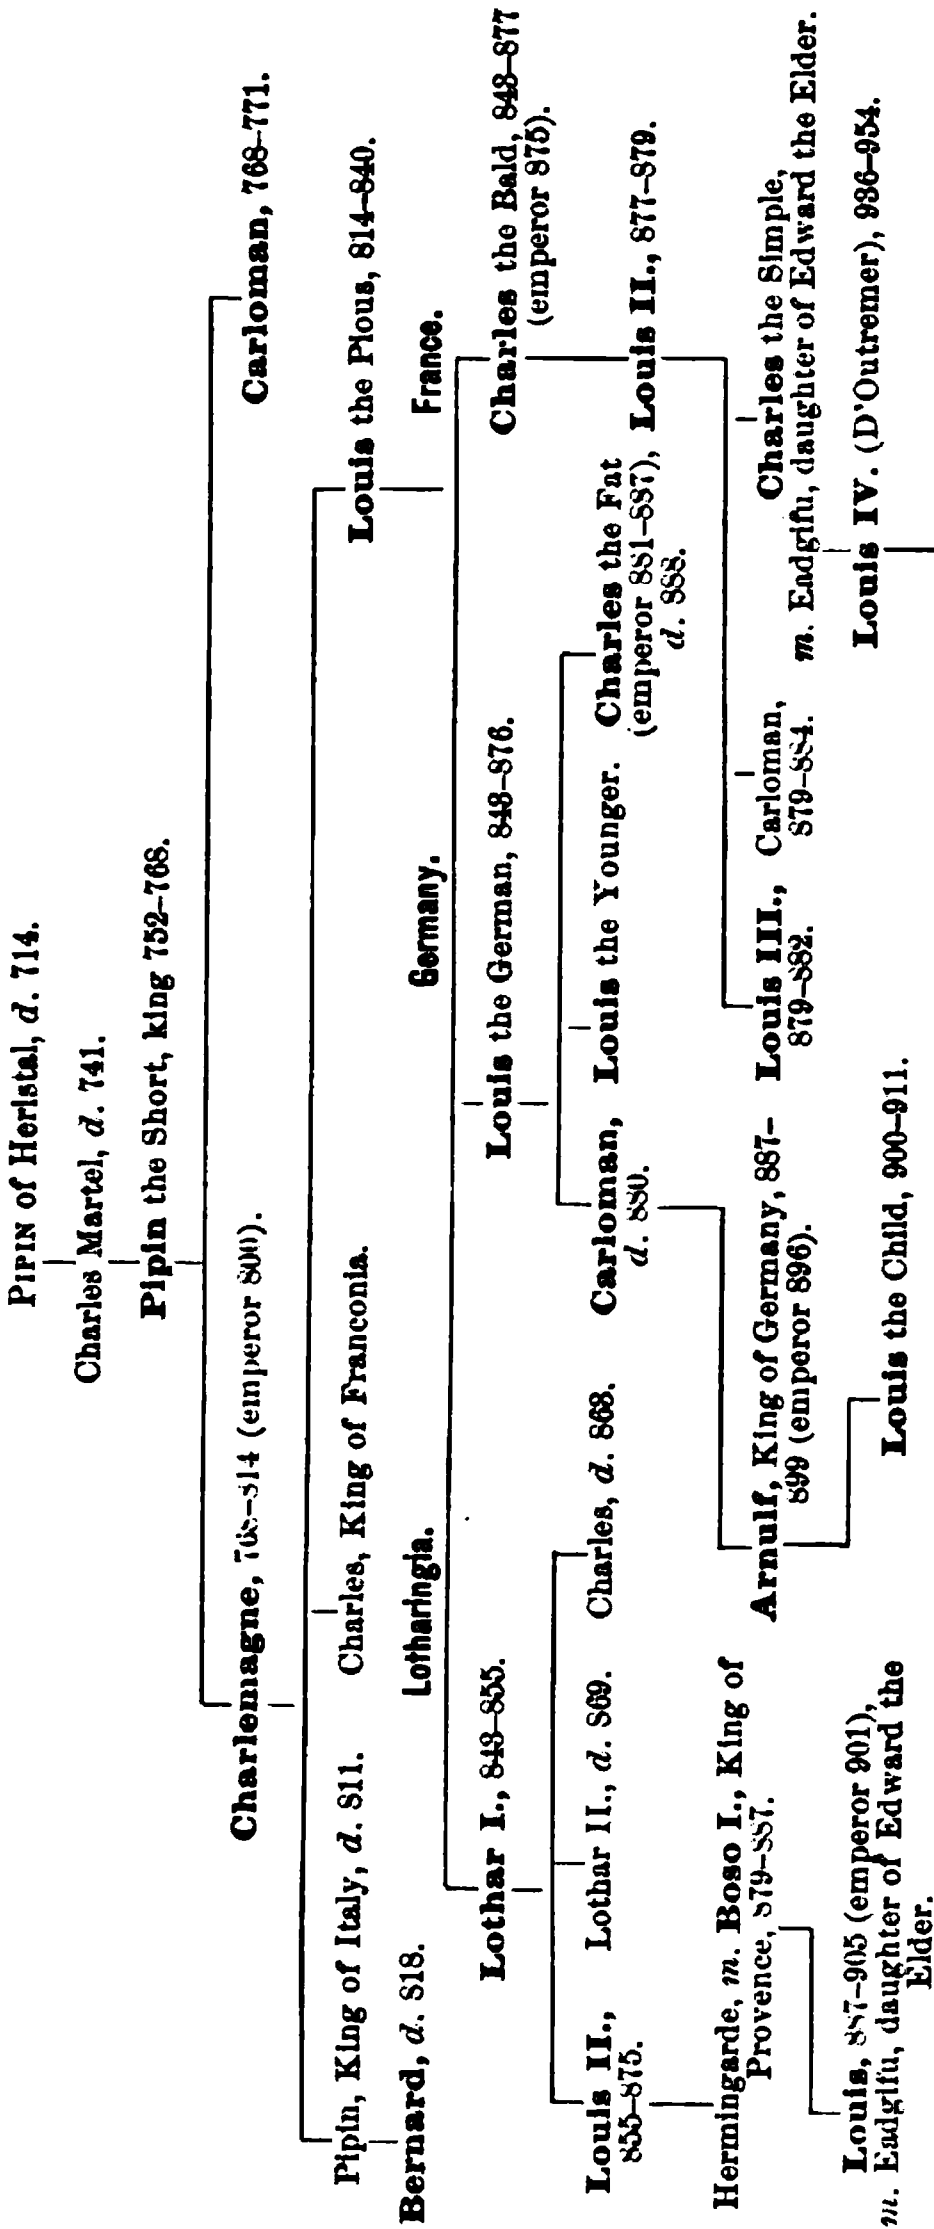 PIPIN of Heristal, d. 714.
Charles Martel, d. 741.
Pipin the Short, king 752–768.
Charlemagne, 768–814 (emperor 800).
Carloman, 768–771.
Pipin, King of Italy, d. 811.
Charles, King of Franconia.
Louis the Pious, 814–840.
Bernard, d. 818.
Lotharingia.
Germany.
France.
Lothar I., 843–855.
Louis the German, 843–876.
Charles the Bald, 843–877
(emperor 875).
Louis II.,
855–875.
Lothar II., d. 869.
Charles, d. 863.
Carloman,
d. 880.
Louis the Younger.
Charles the Fat
(emperor 881–887),
d. 888.
Louis II., 877–879.
Hermingarde, m. Boso I., King of
Provence, 879–887.
Arnulf, King of Germany, 887–
899 (emperor 896).
Louis III.,
879–882.
Carloman,
879–884.
Charles the Simple,
m. Eadgifu, daughter of Edward the Elder.
Louis, 887–905 (emperor 901),
m. Eadgifu, daughter of Edward the
Elder.
Louis the Child, 900–911.
Louis IV. (D'Outremer), 936–954.